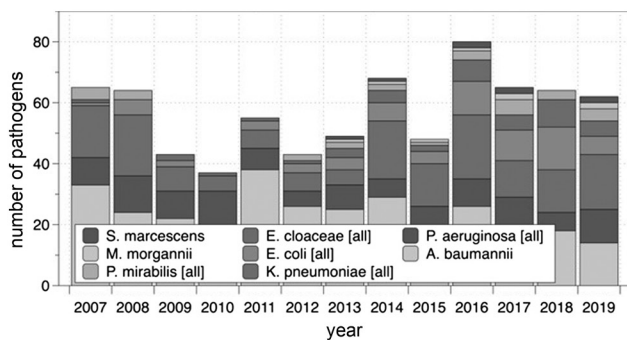 80
60
40
20
0
number of pathogens
S. marcescens E. cloaceae [all] P. aeruginosa [all]
M. morgannii E. coli [all] A. baumannii
P. mirabilis [all] K. pneumoniae [all]
2007 2008 2009 2010 2011 2012 2013 2014 2015 2016 2017 2018 2019
year